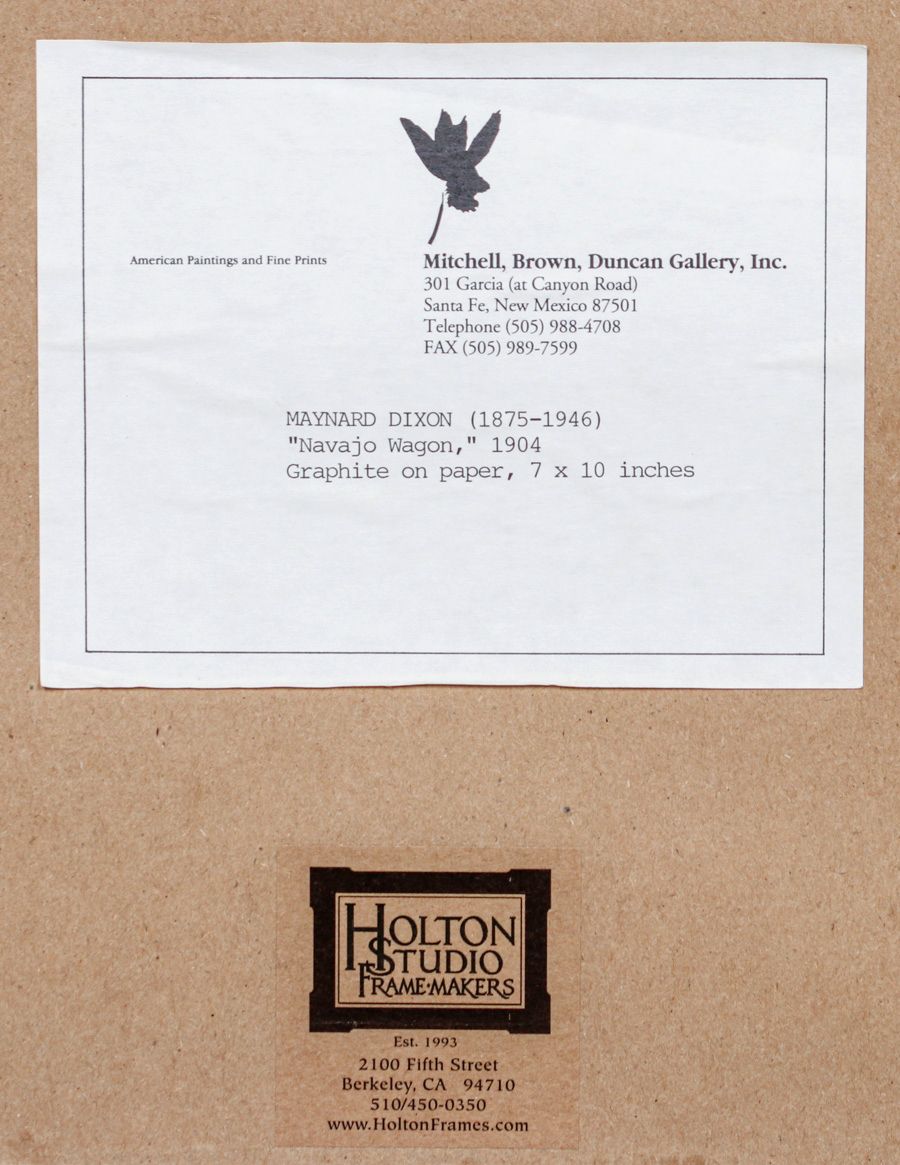 American Paintings and Fine Prints
Mitchell, Brown, Duncan Gallery, Inc.
301 Garcia (at Canyon Road)
Santa Fe, New Mexico 87501
Telephone (505) 988-4708
FAX (505) 989-7599
MAYNARD DIXON (1875-1946)
"Navajo Wagon," 1904
Graphite on paper, 7 x 10 inches
HOLTON
STUDIO
FRAME·MAKERS
Est. 1993
2100 Fifth Street
Berkeley, CA 94710
510/450-0350
www.HoltonFrames.com